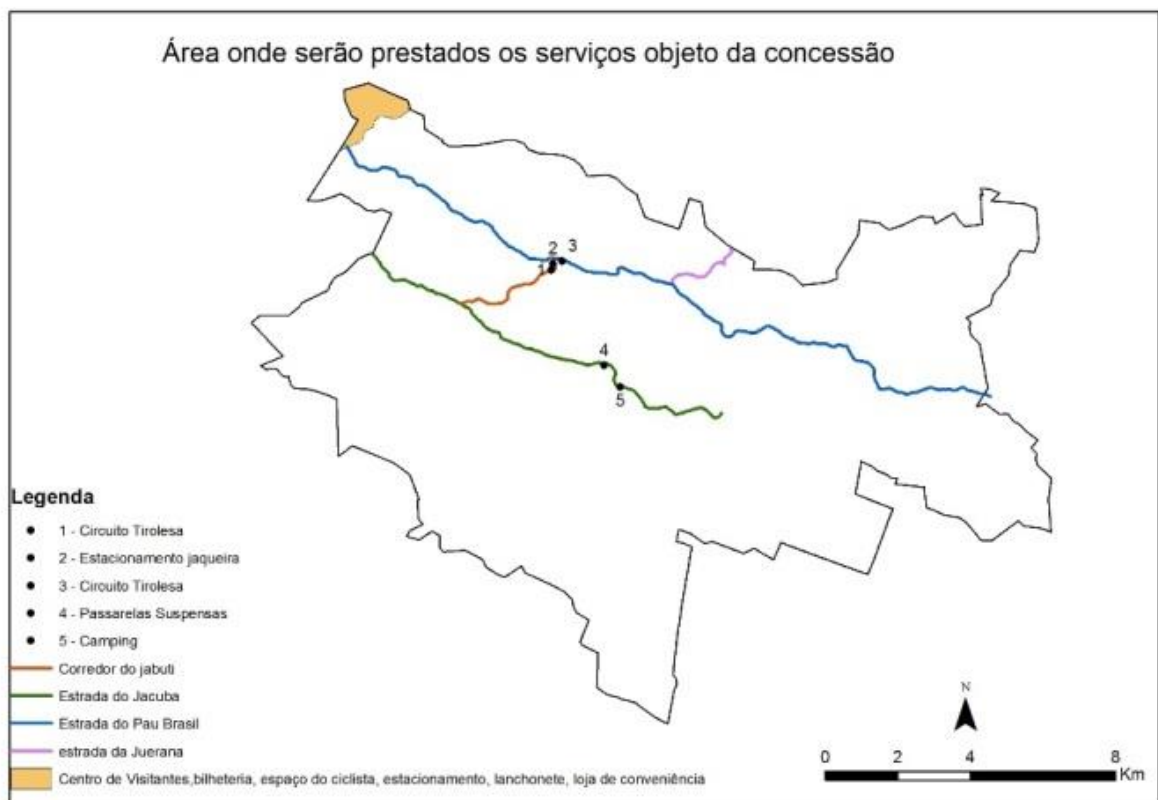 Área onde serão prestados os serviços objeto da concessão
2
3
1
4
5
Legenda
1 - Circuito Tirolesa
2 - Estacionamento jaqueira
3 - Circuito Tirolesa
4 - Passarelas Suspensas
5 - Camping
Corredor do jabuti
Estrada do Jacuba
Estrada do Pau Brasil
estrada da Juerana
Centro de Visitantes,bilheteria, espaço do ciclista, estacionamento, lanchonete, loja de conveniência
N
0 2 4 8
Km